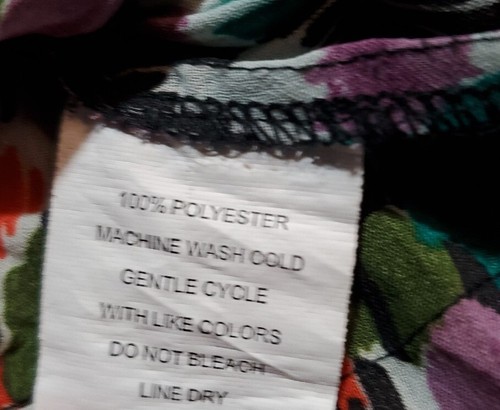 100% POLYESTER
MACHINE WASH COLD
GENTLE CYCLE
WITH LIKE COLORS
DO NOT BLEACH
LINE DRY